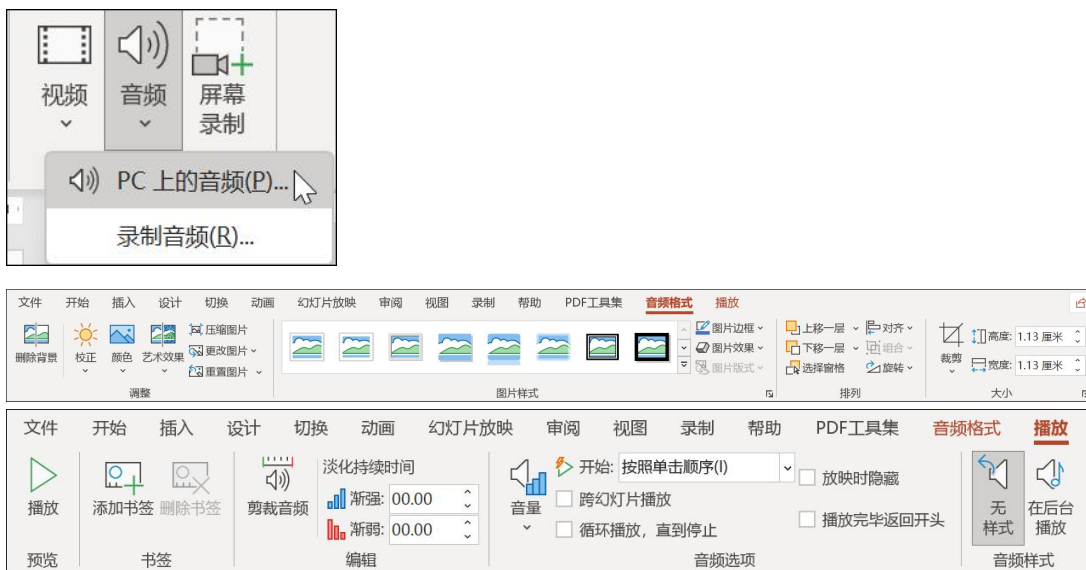 视频 音频 屏幕
录制
PC 上的音频(P)...
录制音频(R)...
文件 开始 插入 设计 切换 动画 幻灯片放映 审阅 视图 录制 帮助 PDF工具集 音频格式 播放
删除背景 校正 颜色 艺术效果
压缩图片
更改图片
重置图片
图片边框
图片效果
图片版式
上移一层 对齐
下移一层 组合
选择窗格 旋转
裁剪
高度: 1.13 厘米
宽度: 1.13 厘米
调整 图片样式 排列 大小
文件 开始 插入 设计 切换 动画 幻灯片放映 审阅 视图 录制 帮助 PDF工具集 音频格式 播放
播放 添加书签 删除书签 剪裁音频
淡化持续时间
渐强: 00.00
渐弱: 00.00
音量
开始: 按照单击顺序(I)
跨幻灯片播放
循环播放，直到停止
放映时隐藏
播放完毕返回开头
无
样式
在后台
播放
预览 书签 编辑 音频选项 音频样式